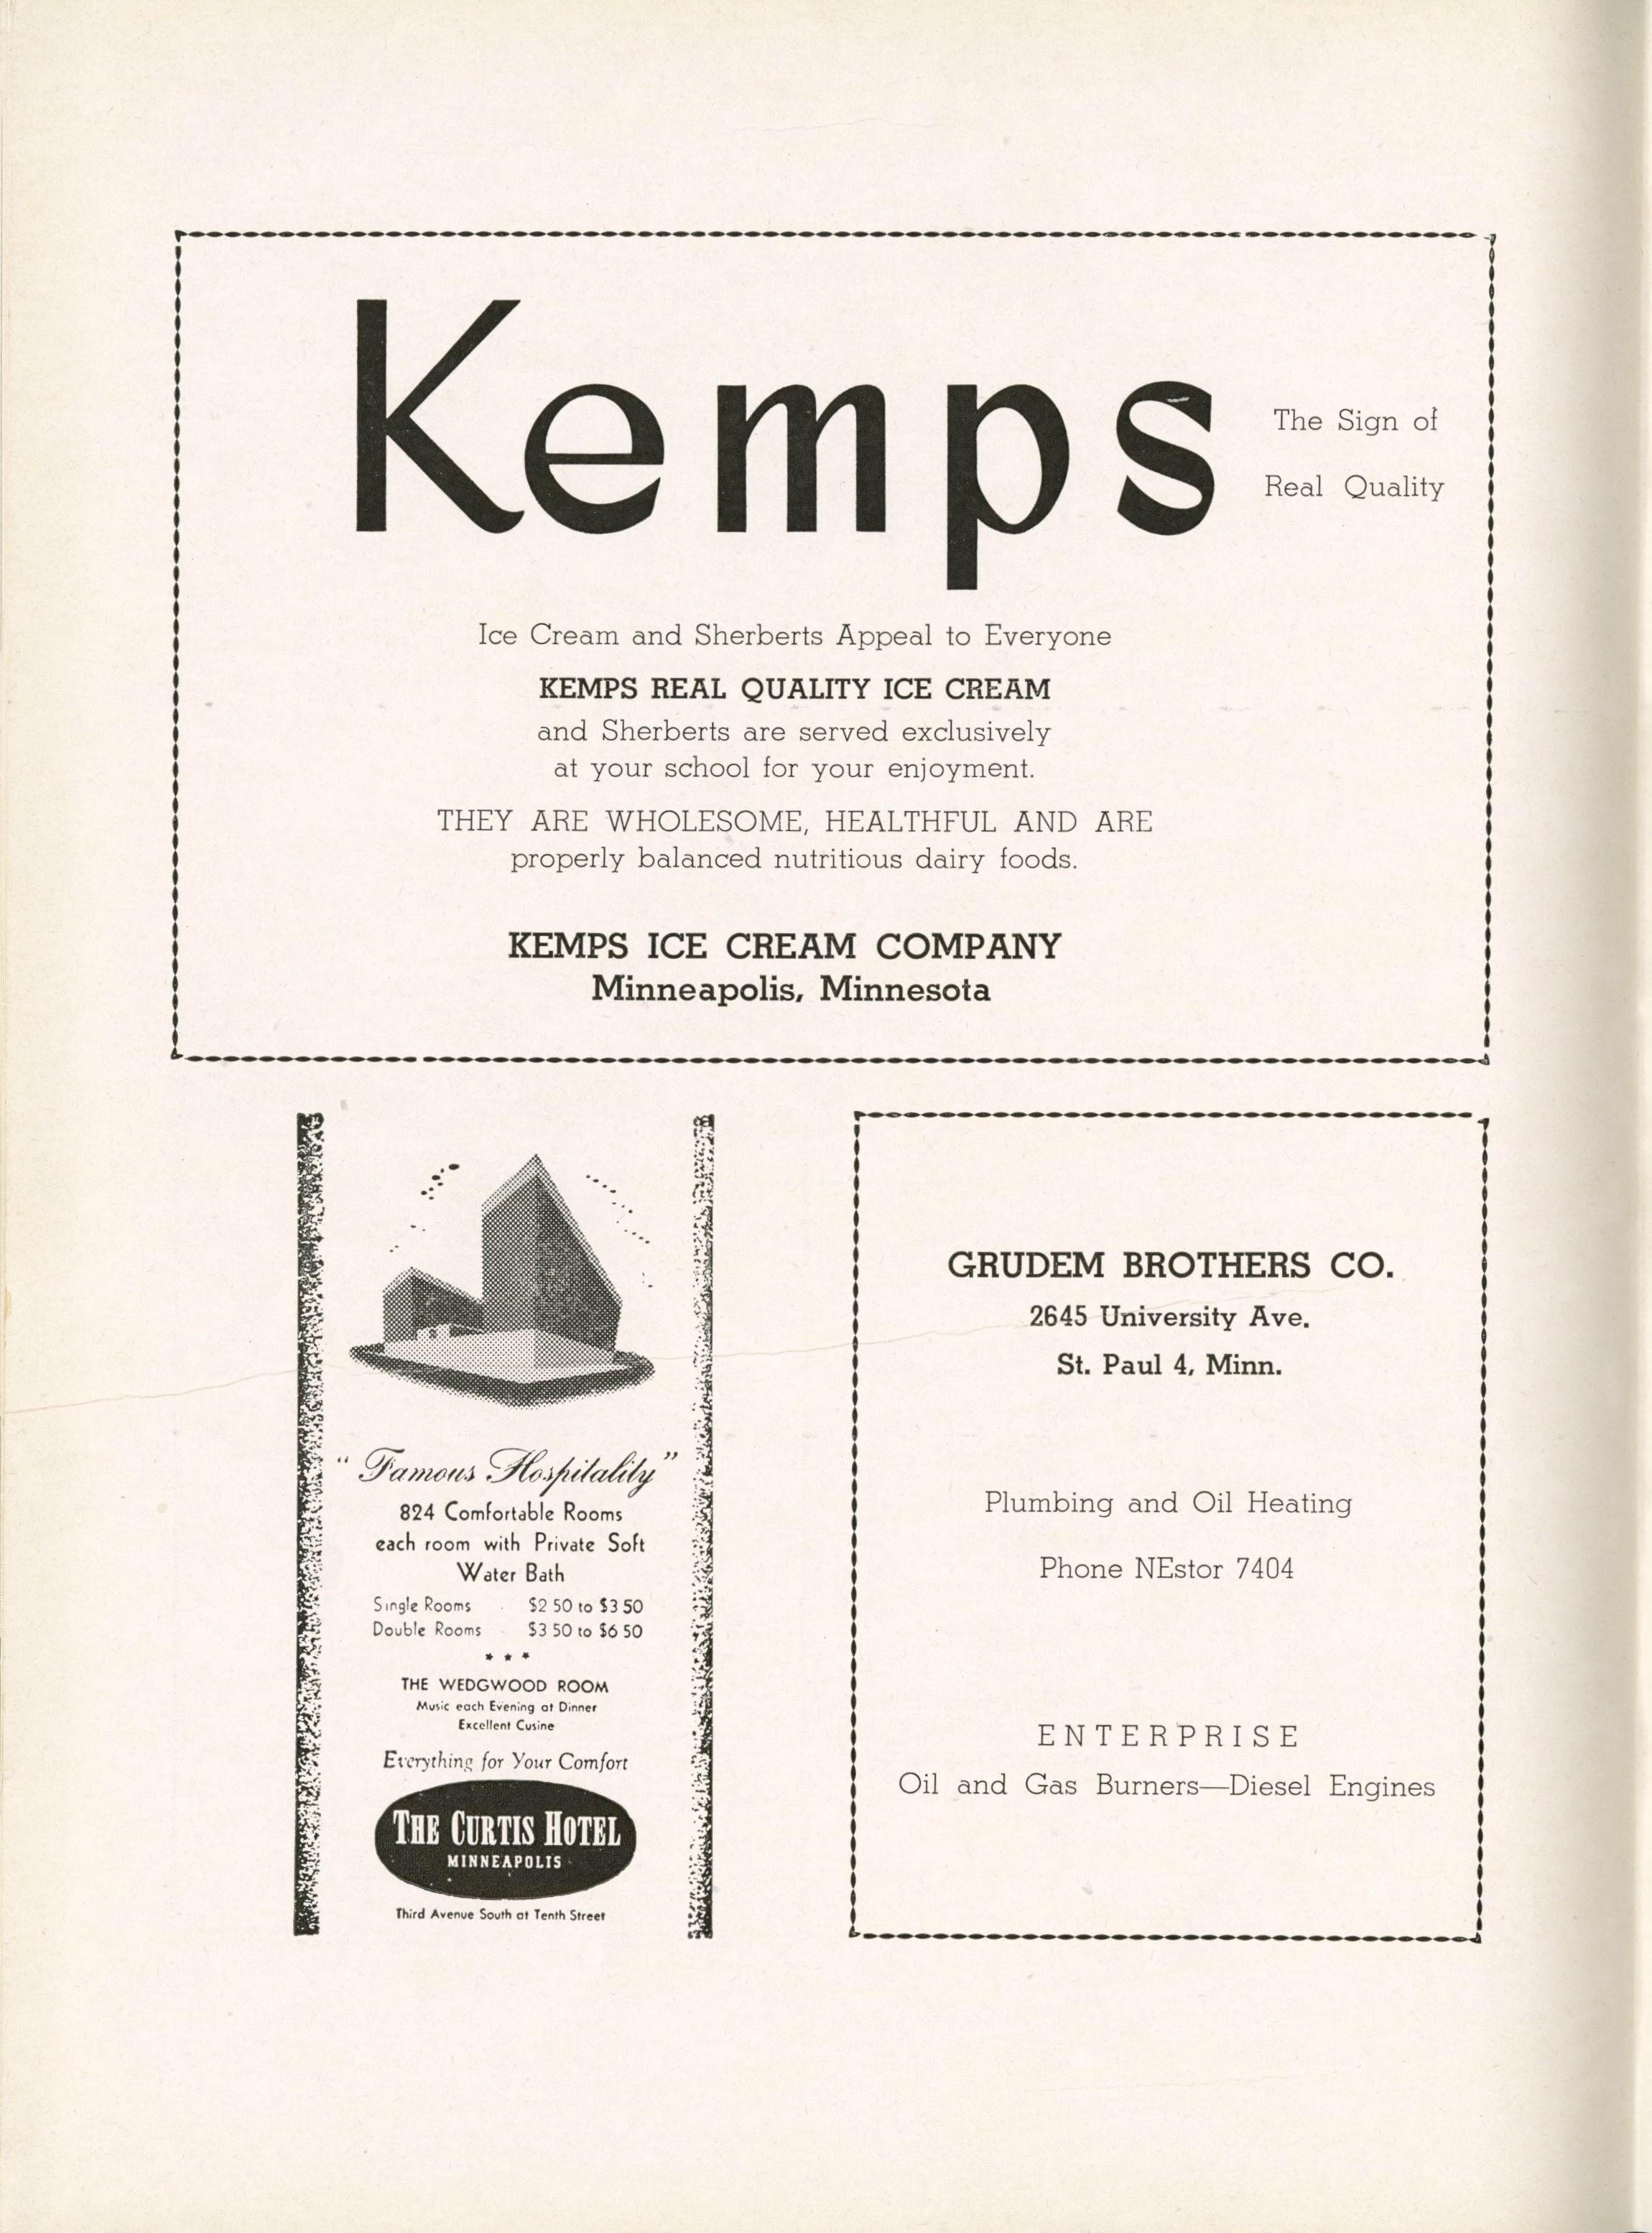 Kemps
The Sign of
Real Quality
Ice Cream and Sherberts Appeal to Everyone
KEMPS REAL QUALITY ICE CREAM
and Sherberts are served exclusively
at your school for your enjoyment.
THEY ARE WHOLESOME, HEALTHFUL AND ARE
properly balanced nutritious dairy foods.
KEMPS ICE CREAM COMPANY
Minneapolis, Minnesota
"Famous Hospitality"
824 Comfortable Rooms
each room with Private Soft
Water Bath
Single Rooms $2 50 to $3 50
Double Rooms $3 50 to $6 50
* * *
THE WEDGWOOD ROOM
Music each Evening at Dinner
Excellent Cusine
Everything for Your Comfort
THE CURTIS HOTEL
MINNEAPOLIS
Third Avenue South at Tenth Street
GRUDEM BROTHERS CO.
2645 University Ave.
St. Paul 4, Minn.
Plumbing and Oil Heating
Phone NEstor 7404
ENTERPRISE
Oil and Gas Burners—Diesel Engines